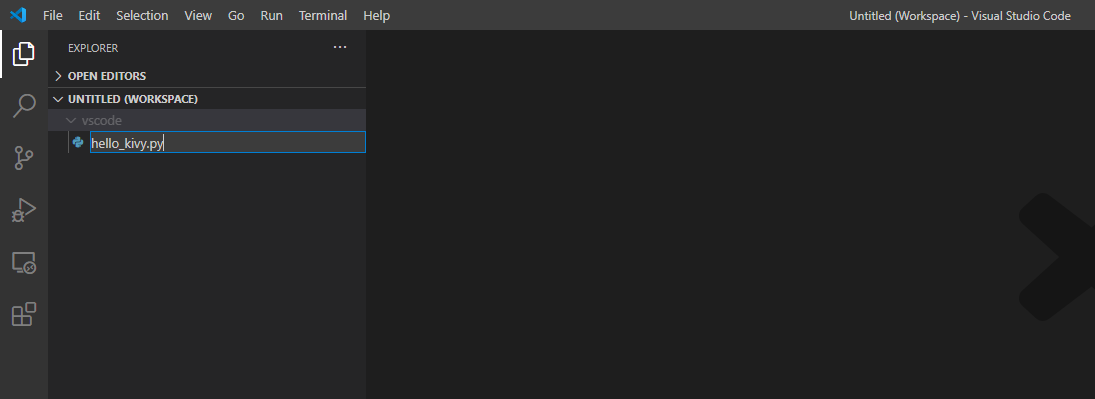 File Edit Selection View Go Run Terminal Help Untitled (Workspace) - Visual Studio Code
EXPLORER
OPEN EDITORS
UNTITLED (WORKSPACE)
vscode
hello_kivy.py